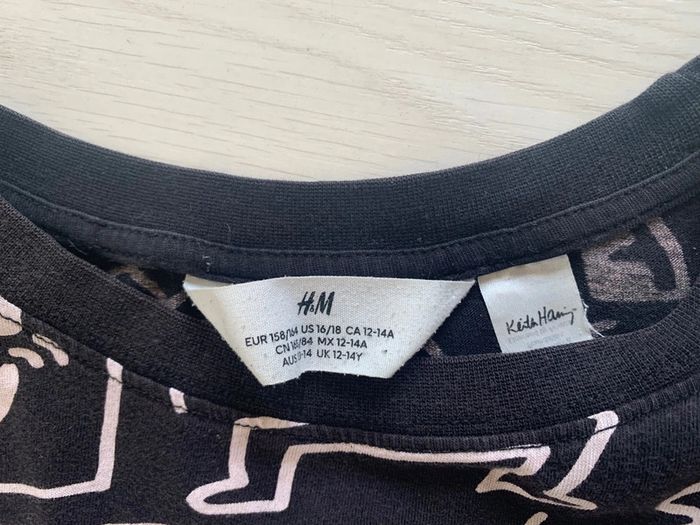 H&M
EUR 158/164 US 16/18 CA 12-14A
CN 165/84 MX 12-14A
AUS 12-14 UK 12-14Y
Keith Haring